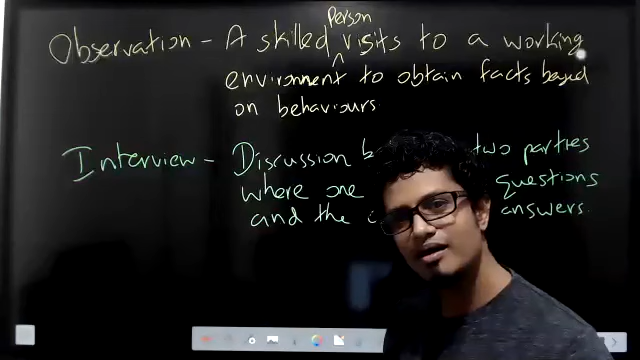 Person
Observation - A skilled ^ visits to a working
environment to obtain facts based
on behaviours.
Interview - Discussion two parties
where one questions
and the answers.